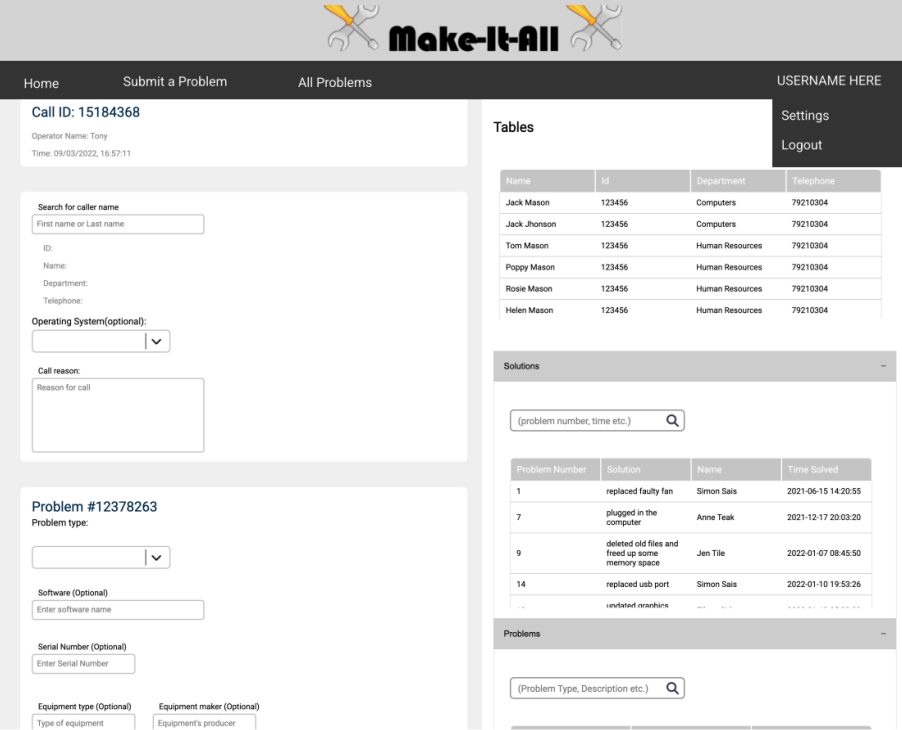 Make-It-All
Home
Submit a Problem
All Problems
USERNAME HERE
Settings
Logout
Call ID: 15184368
Operator Name: Tony
Time: 09/03/2022, 16:57:11
Search for caller name
First name or Last name
ID:
Name:
Department:
Telephone:
Operating System(optional):
Call reason:
Reason for call
Problem #12378263
Problem type:
Software (Optional)
Enter software name
Serial Number (Optional)
Enter Serial Number
Equipment type (Optional) Equipment maker (Optional)
Type of equipment Equipment's producer
Tables
Name Id Department Telephone
Jack Mason 123456 Computers 79210304
Jack Jhonson 123456 Computers 79210304
Tom Mason 123456 Human Resources 79210304
Poppy Mason 123456 Human Resources 79210304
Rosie Mason 123456 Human Resources 79210304
Helen Mason 123456 Human Resources 79210304
Solutions −
(problem number, time etc.)
Problem Number Solution Name Time Solved
1 replaced faulty fan Simon Sais 2021-06-15 14:20:55
7 plugged in the computer Anne Teak 2021-12-17 20:03:20
9 deleted old files and freed up some memory space Jen Tile 2022-01-07 08:45:50
14 replaced usb port Simon Sais 2022-01-10 19:53:26
updated graphics
Problems −
(Problem Type, Description etc.)